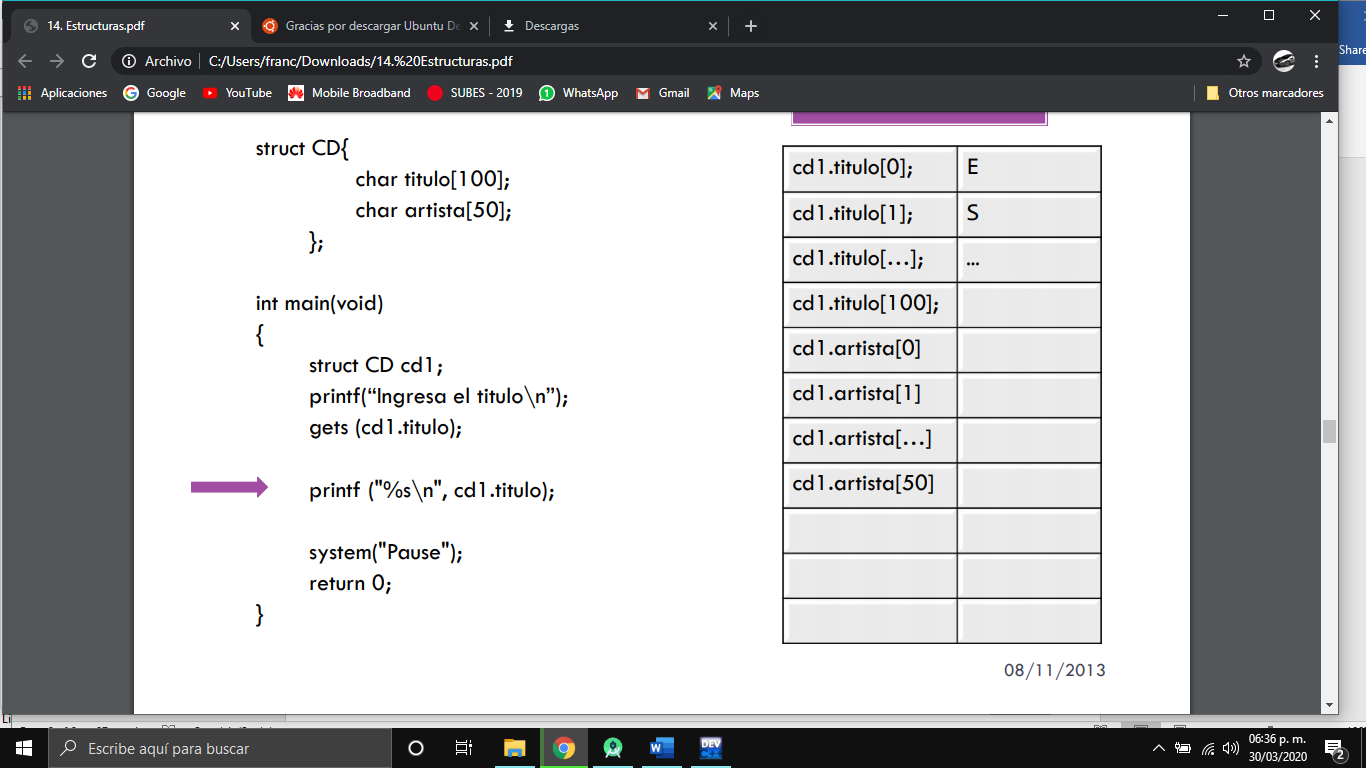 14. Estructuras.pdf
Gracias por descargar Ubuntu De
Descargas
Archivo
C:/Users/franc/Downloads/14.%20Estructuras.pdf
Share
Aplicaciones
Google
YouTube
Mobile Broadband
SUBES - 2019
WhatsApp
Gmail
Maps
Otros marcadores
struct CD{
char titulo[100];
char artista[50];
};
int main(void)
{
struct CD cd1;
printf(“Ingresa el titulo\n”);
gets (cd1.titulo);
printf ("%s\n", cd1.titulo);
system("Pause");
return 0;
}
cd1.titulo[0]; E
cd1.titulo[1]; S
cd1.titulo[...]; ...
cd1.titulo[100];
cd1.artista[0]
cd1.artista[1]
cd1.artista[...]
cd1.artista[50]
08/11/2013
Escribe aquí para buscar
DEV C++
06:36 p. m.
30/03/2020
2